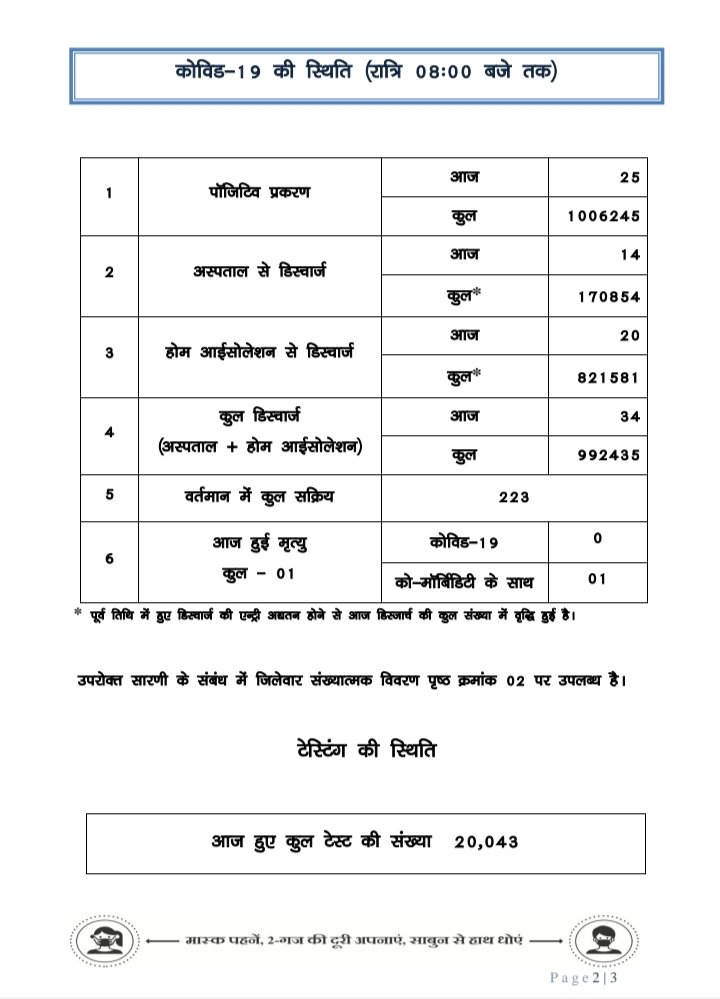 कोविड-19 की स्थिति (रात्रि 08:00 बजे तक)
1 पॉजिटिव प्रकरण आज 25
कुल 1006245
2 अस्पताल से डिस्चार्ज आज 14
कुल* 170854
3 होम आईसोलेशन से डिस्चार्ज आज 20
कुल* 821581
4 कुल डिस्चार्ज आज 34
(अस्पताल + होम आईसोलेशन) कुल 992435
5 वर्तमान में कुल सक्रिय 223
6 आज हुई मृत्यु कोविड-19 0
कुल - 01 को-मॉर्बिडिटी के साथ 01
* पूर्व तिथि में हुए डिस्चार्ज की एन्ट्री अद्यतन होने से आज डिस्जार्च की कुल संख्या में वृद्धि हुई है।
उपरोक्त सारणी के संबंध में जिलेवार संख्यात्मक विवरण पृष्ठ क्रमांक 02 पर उपलब्ध है।
टेस्टिंग की स्थिति
आज हुए कुल टेस्ट की संख्या 20,043
मास्क पहनें, 2-गज की दूरी अपनाएं, साबुन से हाथ धोएं
Page2|3